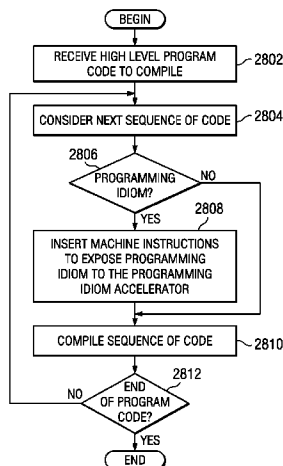 BEGIN
RECEIVE HIGH LEVEL PROGRAM
CODE TO COMPILE
2802
CONSIDER NEXT SEQUENCE OF CODE
2804
2806
PROGRAMMING
IDIOM?
NO
YES
2808
INSERT MACHINE INSTRUCTIONS
TO EXPOSE PROGRAMMING
IDIOM TO THE PROGRAMMING
IDIOM ACCELERATOR
COMPILE SEQUENCE OF CODE
2810
2812
NO
END
OF PROGRAM
CODE?
YES
END